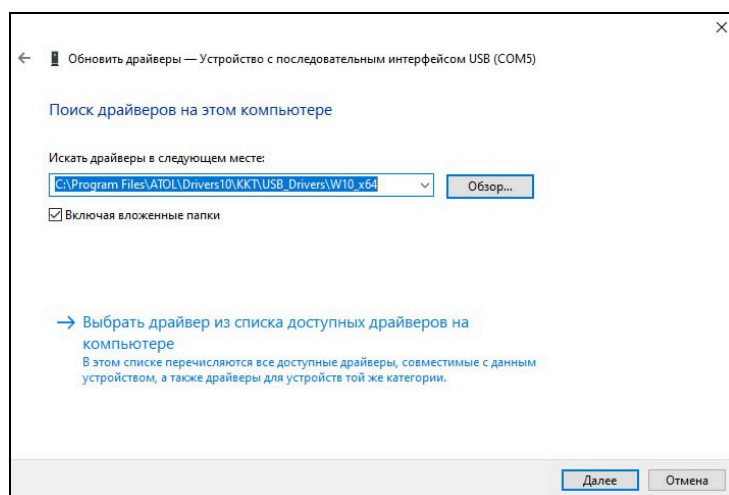 Обновить драйверы — Устройство с последовательным интерфейсом USB (COM5)
Поиск драйверов на этом компьютере
Искать драйверы в следующем месте:
C:\Program Files\ATOL\Drivers10\KKT\USB_Drivers\W10_x64
Обзор...
Включая вложенные папки
Выбрать драйвер из списка доступных драйверов на
компьютере
В этом списке перечисляются все доступные драйверы, совместимые с данным
устройством, а также драйверы для устройств той же категории.
Далее
Отмена